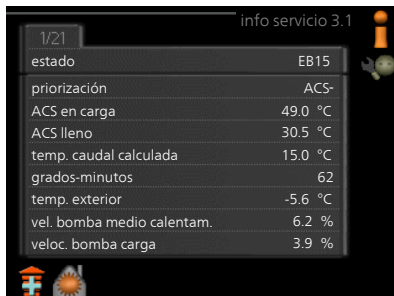 info servicio 3.1
1/21
estado EB15
priorización ACS-
ACS en carga 49.0 °C
ACS lleno 30.5 °C
temp. caudal calculada 15.0 °C
grados-minutos 62
temp. exterior -5.6 °C
vel. bomba medio calentam. 6.2 %
veloc. bomba carga 3.9 %